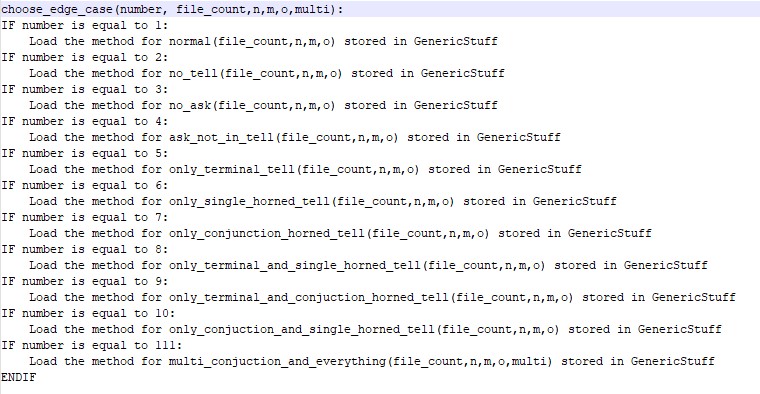 choose_edge_case(number, file_count,n,m,o,multi):
IF number is equal to 1:
    Load the method for normal(file_count,n,m,o) stored in GenericStuff
IF number is equal to 2:
    Load the method for no_tell(file_count,n,m,o) stored in GenericStuff
IF number is equal to 3:
    Load the method for no_ask(file_count,n,m,o) stored in GenericStuff
IF number is equal to 4:
    Load the method for ask_not_in_tell(file_count,n,m,o) stored in GenericStuff
IF number is equal to 5:
    Load the method for only_terminal_tell(file_count,n,m,o) stored in GenericStuff
IF number is equal to 6:
    Load the method for only_single_horned_tell(file_count,n,m,o) stored in GenericStuff
IF number is equal to 7:
    Load the method for only_conjunction_horned_tell(file_count,n,m,o) stored in GenericStuff
IF number is equal to 8:
    Load the method for only_terminal_and_single_horned_tell(file_count,n,m,o) stored in GenericStuff
IF number is equal to 9:
    Load the method for only_terminal_and_conjuction_horned_tell(file_count,n,m,o) stored in GenericStuff
IF number is equal to 10:
    Load the method for only_conjuction_and_single_horned_tell(file_count,n,m,o) stored in GenericStuff
IF number is equal to 111:
    Load the method for multi_conjuction_and_everything(file_count,n,m,o,multi) stored in GenericStuff
ENDIF